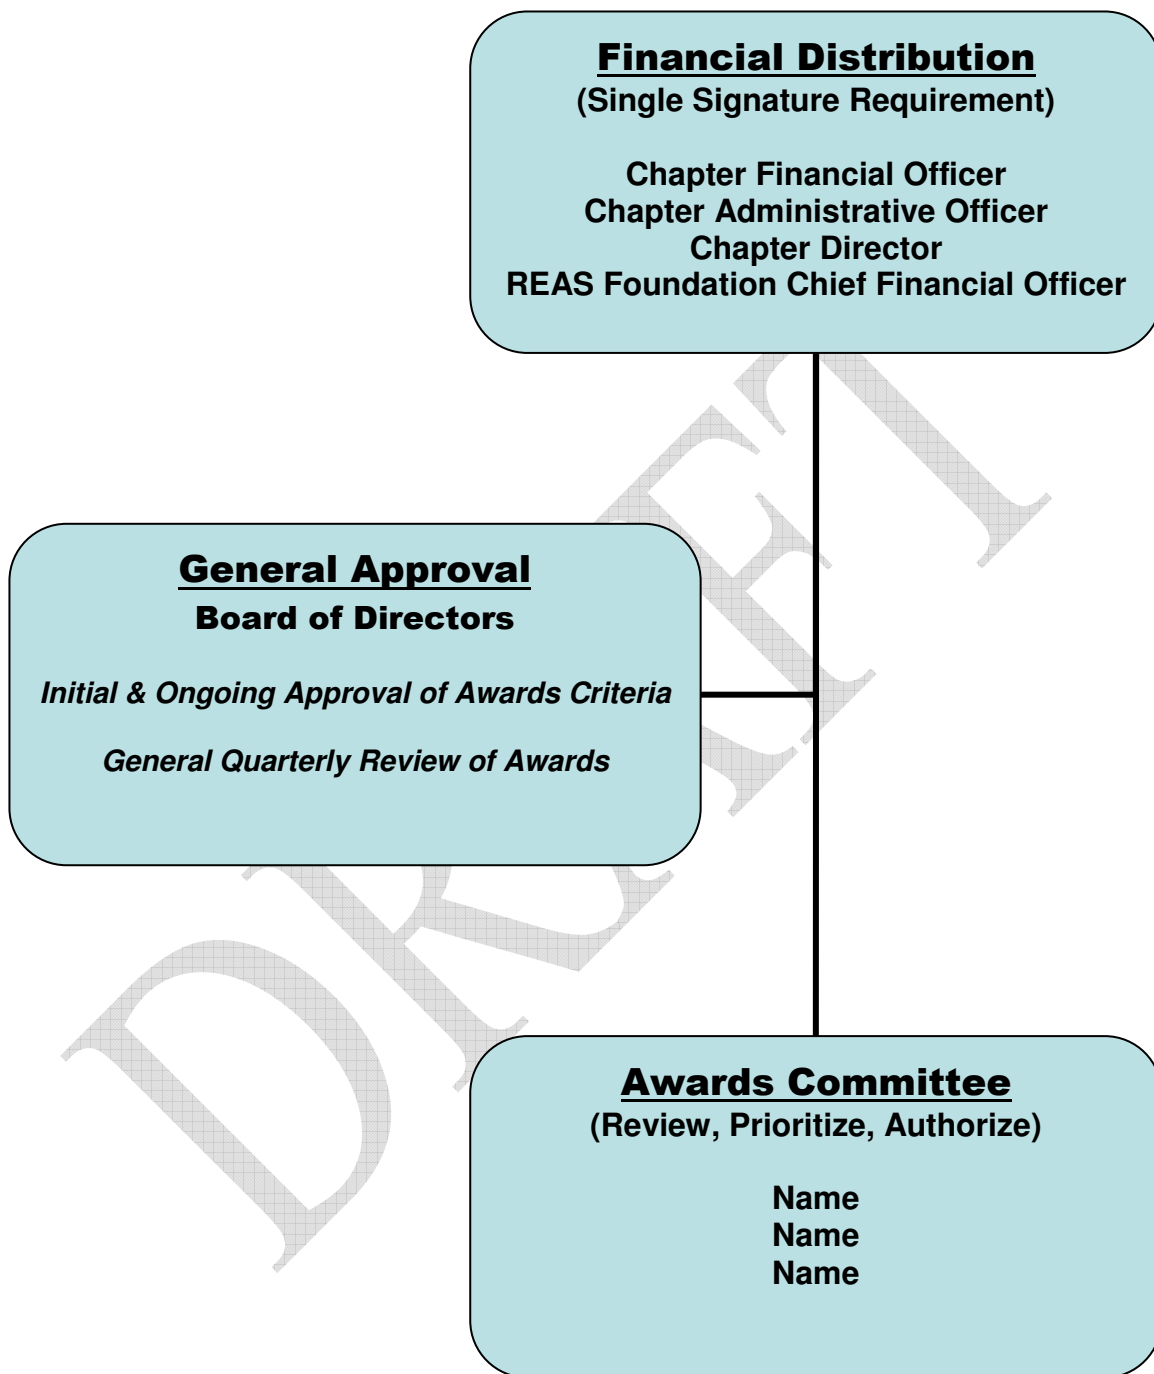 Financial Distribution
(Single Signature Requirement)
Chapter Financial Officer
Chapter Administrative Officer
Chapter Director
REAS Foundation Chief Financial Officer
General Approval
Board of Directors
Initial & Ongoing Approval of Awards Criteria
General Quarterly Review of Awards
Awards Committee
(Review, Prioritize, Authorize)
Name
Name
Name
DRAFT